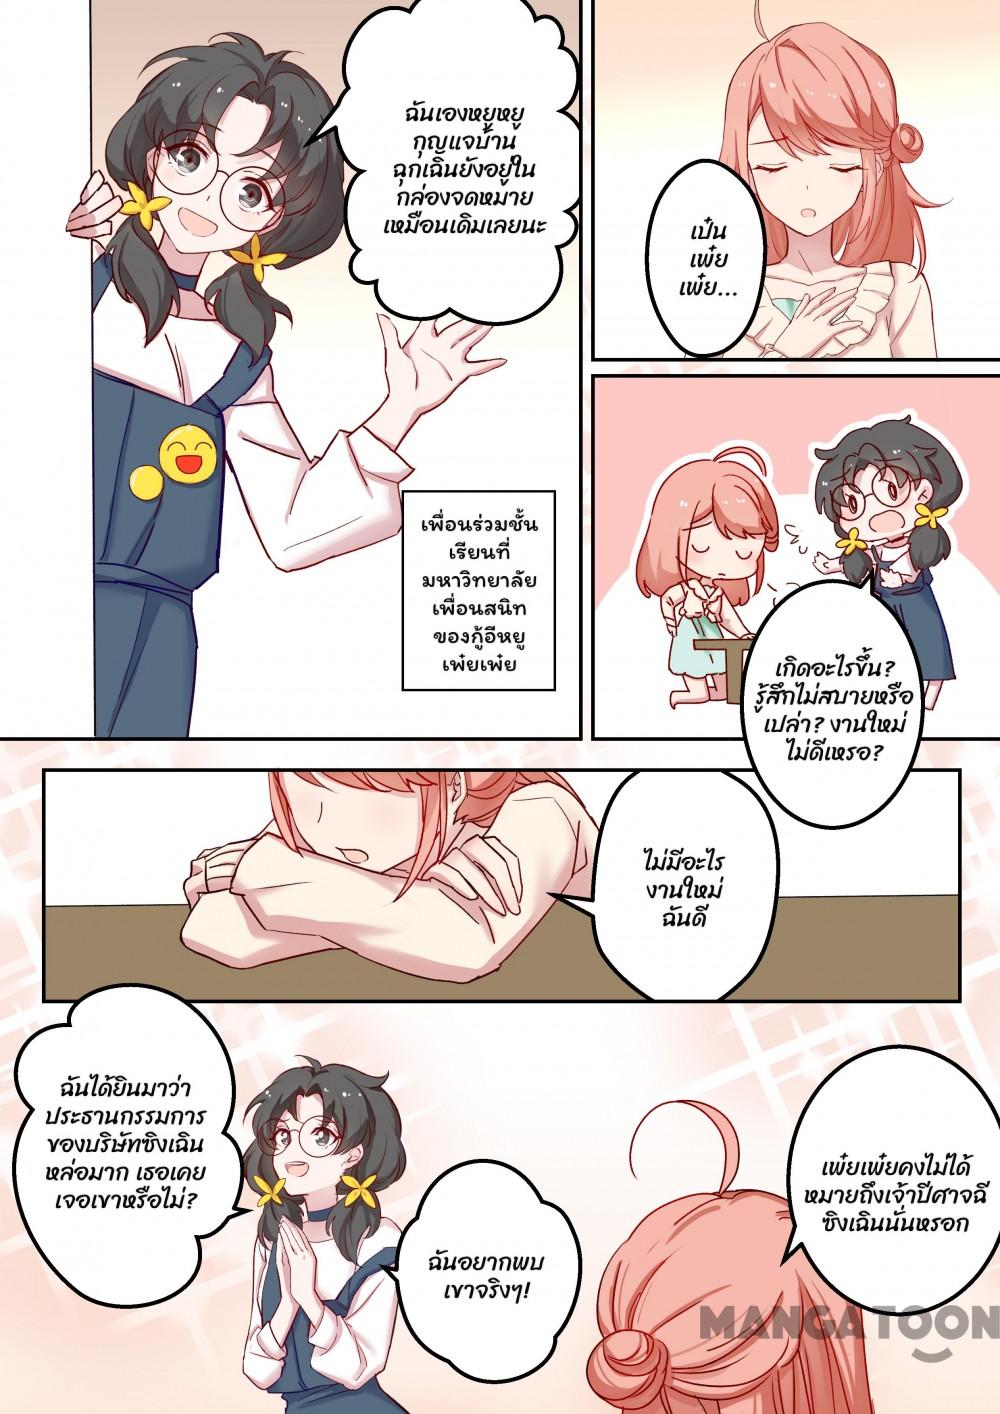 ฉันเองหยูหยู
กุญแจบ้าน
ฉุกเฉินยังอยู่ใน
กล่องจดหมาย
เหมือนเดิมเลยนะ
เป็น
เพ๋ย
เพ๋ย...
เพื่อนร่วมชั้น
เรียนที่
มหาวิทยาลัย
เพื่อนสนิท
ของกู้อีหยู
เพ๋ยเพ๋ย
เกิดอะไรขึ้น?
รู้สึกไม่สบายหรือ
เปล่า? งานใหม่
ไม่ดีเหรอ?
ไม่มีอะไร
งานใหม่
ฉันดี
ฉันได้ยินมาว่า
ประธานกรรมการ
ของบริษัทซิงเฉิน
หล่อมาก เธอเคย
เจอเขาหรือไม่?
ฉันอยากพบ
เขาจริงๆ!
เพ๋ยเพ๋ยคงไม่ได้
หมายถึงเจ้าปีศาจฉี
ซิงเฉินนั่นหรอก
MANGATOON